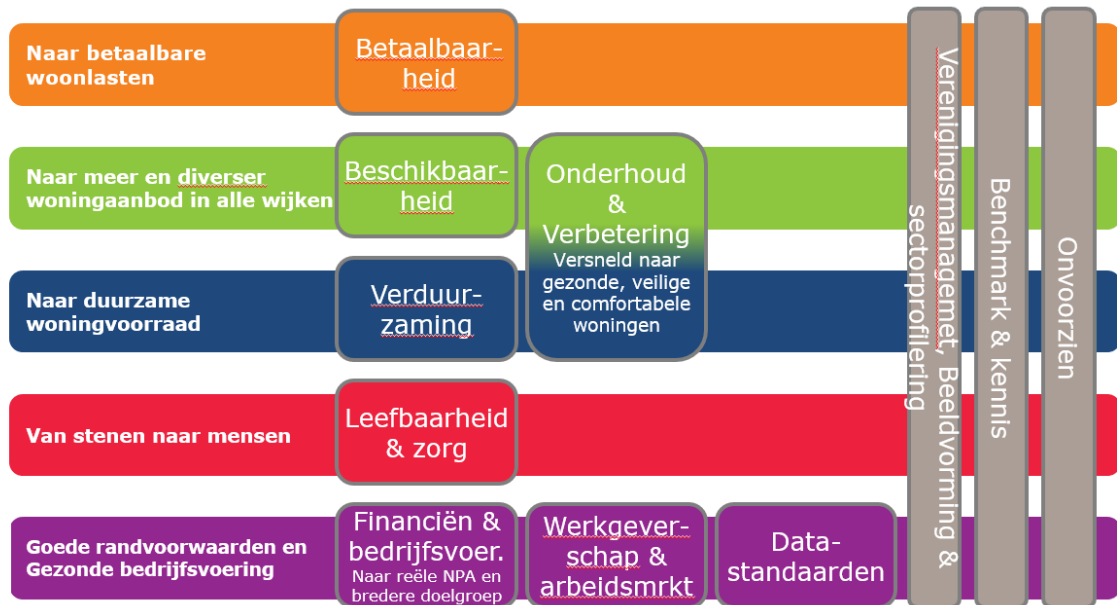 Naar betaalbare
woonlasten
Betaalbaar-
heid
Naar meer en diverser
woningaanbod in alle wijken
Beschikbaar-
heid
Onderhoud
&
Verbetering
Versneld naar
gezonde, veilige
en comfortabele
woningen
Naar duurzame
woningvoorraad
Verduur-
zaming
Van stenen naar mensen
Leefbaarheid
& zorg
Goede randvoorwaarden en
Gezonde bedrijfsvoering
Financiën &
bedrijfsvoer.
Naar reële NPA en
bredere doelgroep
Werkgever-
schap &
arbeidsmrkt
Data-
standaarden
Verenigingsmanagemet, Beeldvorming &
sectorprofilering
Benchmark & kennis
Onvoorzien